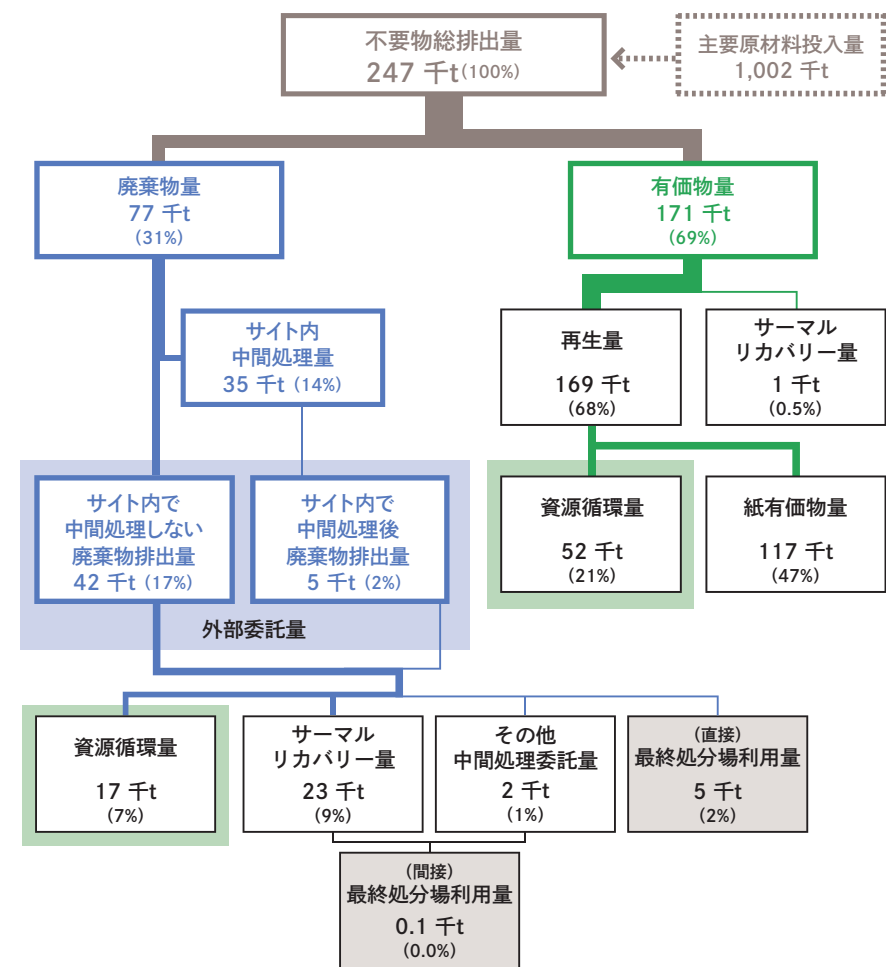 不要物総排出量
247 千t(100%)
主要原材料投入量
1,002 千t
廃棄物量
77 千t
(31%)
有価物量
171 千t
(69%)
サイト内
中間処理量
35 千t (14%)
再生量
169 千t
(68%)
サーマル
リカバリー量
1 千t
(0.5%)
サイト内で
中間処理しない
廃棄物排出量
42 千t (17%)
サイト内で
中間処理後
廃棄物排出量
5 千t (2%)
外部委託量
資源循環量
52 千t
(21%)
紙有価物量
117 千t
(47%)
資源循環量
17 千t
(7%)
サーマル
リカバリー量
23 千t
(9%)
その他
中間処理委託量
2 千t
(1%)
(直接)
最終処分場利用量
5 千t
(2%)
(間接)
最終処分場利用量
0.1 千t
(0.0%)